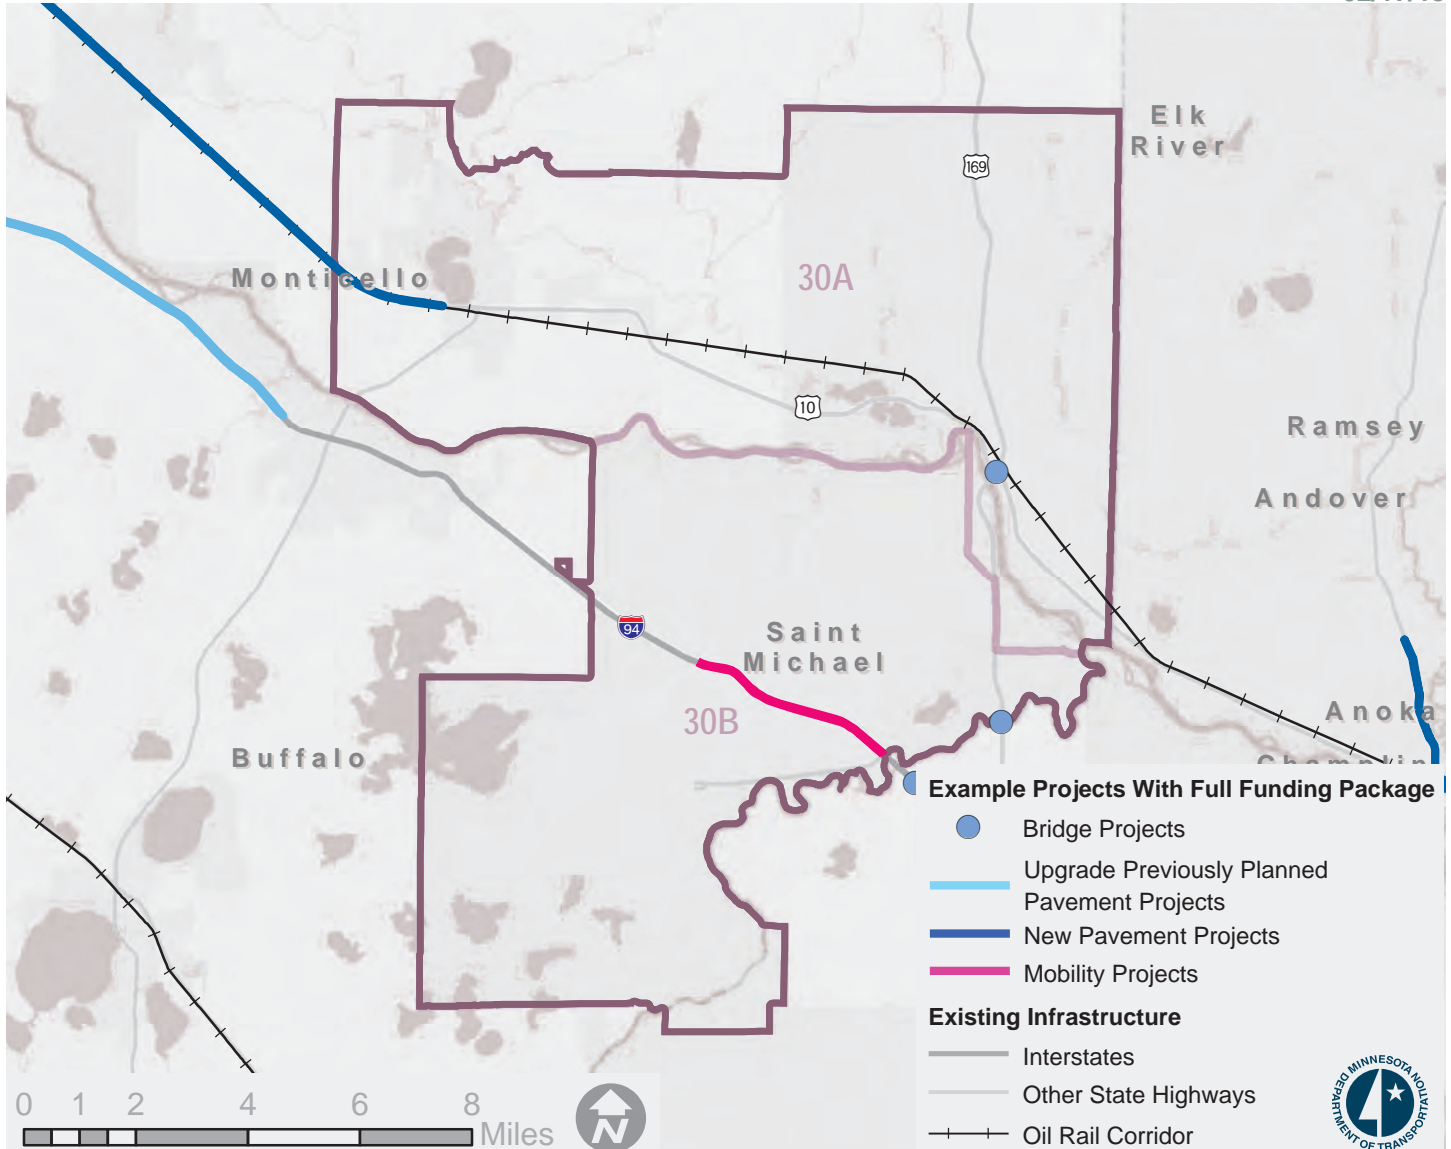 Elk
River
169
30A
Monticello
10
Ramsey
Andover
94
Saint
Michael
30B
Anoka
Buffalo
Example Projects With Full Funding Package
Bridge Projects
Upgrade Previously Planned
Pavement Projects
New Pavement Projects
Mobility Projects
Existing Infrastructure
Interstates
Other State Highways
Oil Rail Corridor
0 1 2 4 6 8
Miles
N
MINNESOTA DEPARTMENT OF TRANSPORTATION